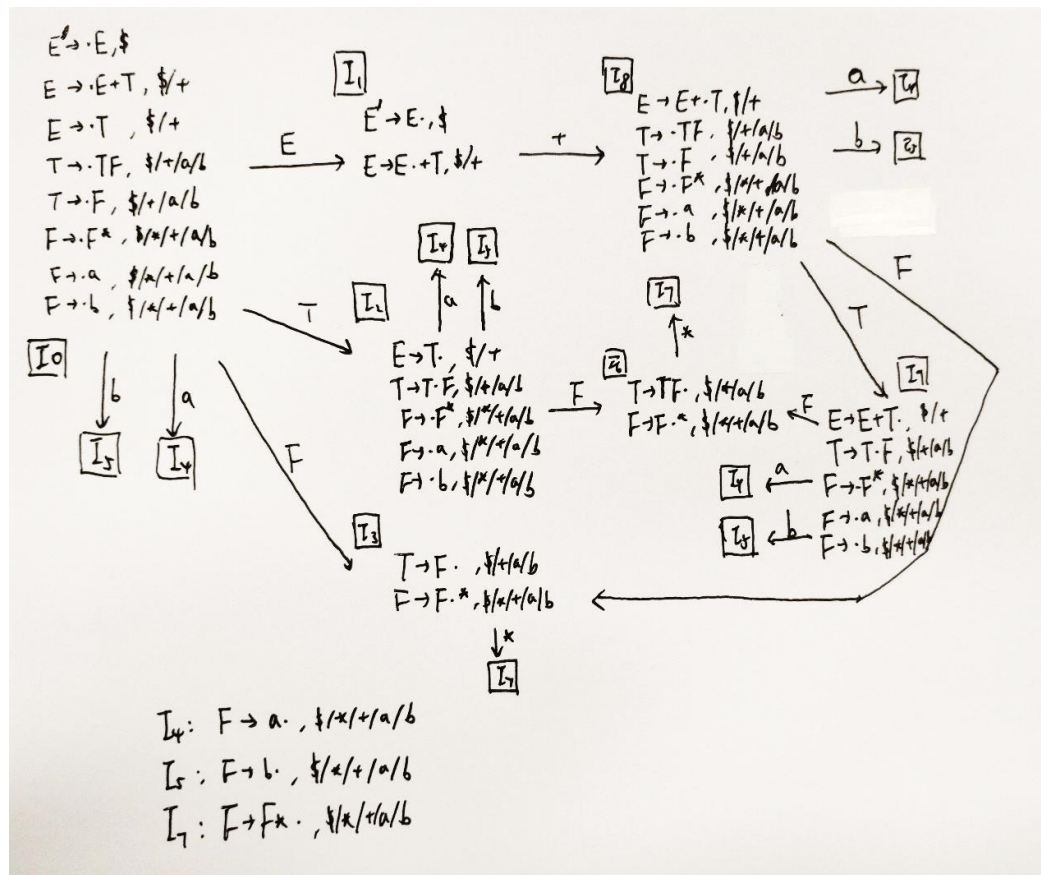 E'→·E,$
E→·E+T, $/+
E→·T , $/+
T→·TF, $/+/a/b
T→·F, $/+/a/b
F→·F*, $/*/+/a/b
F→·a, $/*/+/a/b
F→·b, $/*/+/a/b
I0
b
I5
a
I4
E
T
F
I1
E'→E·,$
E→E·+T,$/+
+
I8
E→E+·T,$/+
T→·TF, $/+/a/b
T→·F, $/+/a/b
F→·F*, $/*/+/a/b
F→·a, $/*/+/a/b
F→·b, $/*/+/a/b
a
I4
b
I5
F
T
I4
I5
a
b
I2
E→T·, $/+
T→T·F,$/+/a/b
F→·F*,$/*/+/a/b
F→·a,$/*/+/a/b
F→·b,$/*/+/a/b
F
I7
*
I6
T→TF·, $/+/a/b
F→F·*,$/*/+/a/b
F
E→E+T·, $/+
T→T·F,$/+/a/b
F→·F*,$/*/+/a/b
F→·a,$/*/+/a/b
F→·b,$/*/+/a/b
a
I4
b
I5
I3
T→F· ,$/+/a/b
F→F·*,$/*/+/a/b
*
I7
I4: F→a· ,$/*/+/a/b
I5: F→b· ,$/*/+/a/b
I7: F→F*· ,$/*/+/a/b